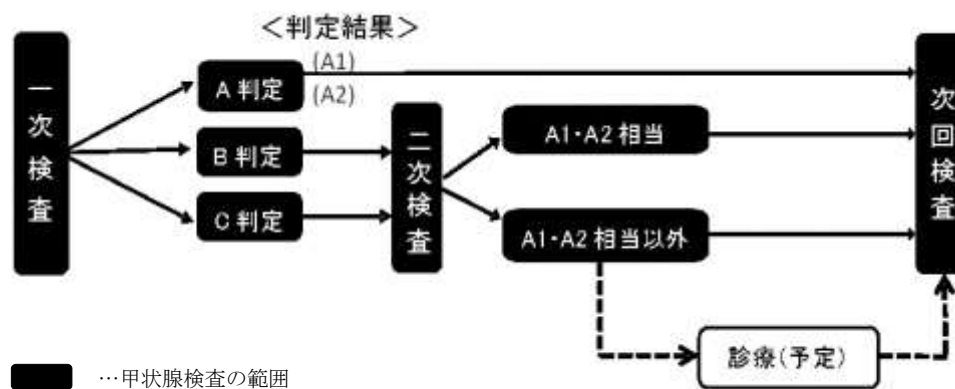 ＜判定結果＞
一次検査
A判定
(A1)
(A2)
B判定
C判定
二次検査
A1・A2 相当
A1・A2 相当以外
次回検査
診療(予定)
…甲状腺検査の範囲